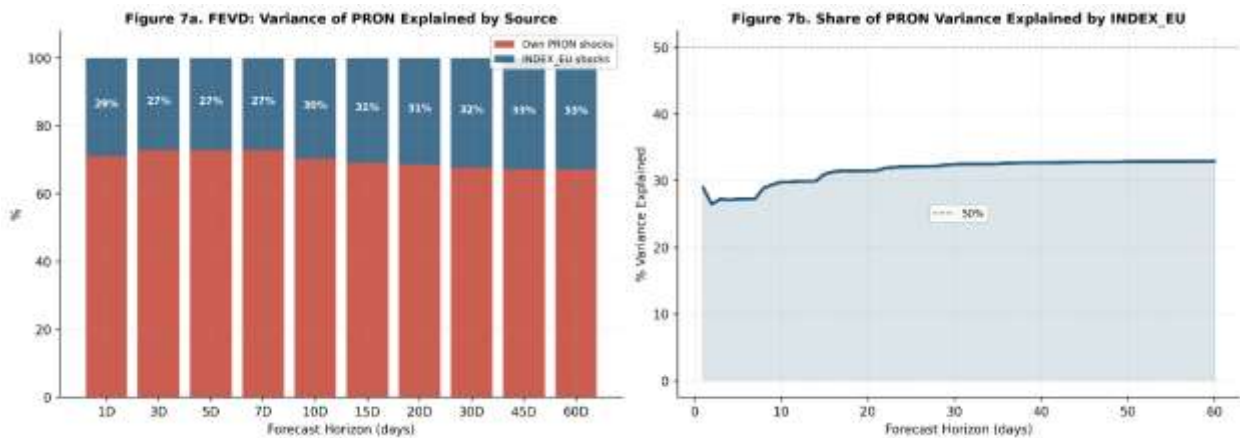 Figure 7a. FEVD: Variance of PRON Explained by Source
Own PRON shocks
INDEX_EU shocks
100
80
60
40
20
0
%
29%
27%
27%
27%
30%
31%
31%
32%
33%
33%
1D
3D
5D
7D
10D
15D
20D
30D
45D
60D
Forecast Horizon (days)
Figure 7b. Share of PRON Variance Explained by INDEX_EU
50
40
30
20
10
0
% Variance Explained
50%
0
10
20
30
40
50
60
Forecast Horizon (days)